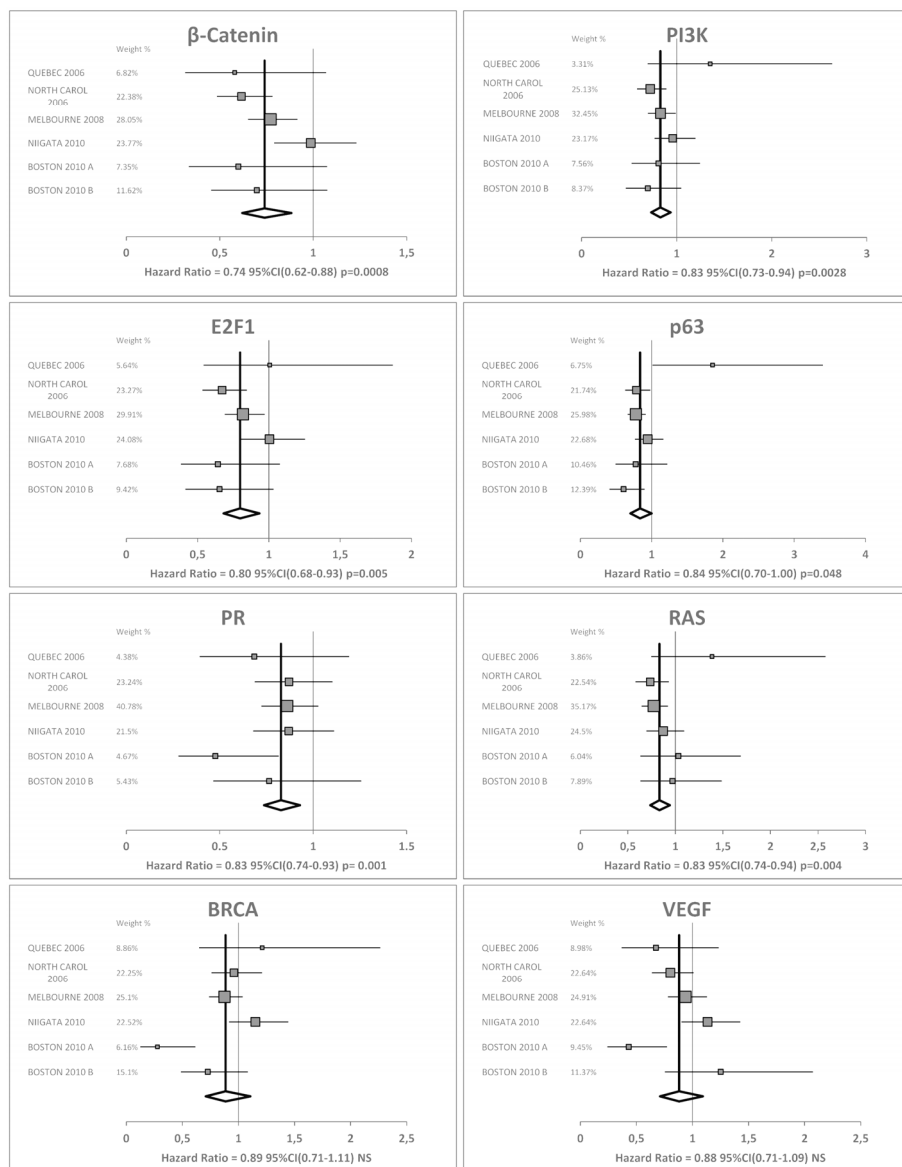 β-Catenin
Weight %
QUEBEC 2006 6.82%
NORTH CAROL 2006 22.38%
MELBOURNE 2008 28.05%
NIIGATA 2010 23.77%
BOSTON 2010 A 7.35%
BOSTON 2010 B 11.62%
0 0,5 1 1,5
Hazard Ratio = 0.74 95%CI(0.62-0.88) p=0.0008
PI3K
Weight %
QUEBEC 2006 3.31%
NORTH CAROL 2006 25.13%
MELBOURNE 2008 32.45%
NIIGATA 2010 23.17%
BOSTON 2010 A 7.56%
BOSTON 2010 B 8.37%
0 1 2 3
Hazard Ratio = 0.83 95%CI(0.73-0.94) p=0.0028
E2F1
Weight %
QUEBEC 2006 5.64%
NORTH CAROL 2006 23.27%
MELBOURNE 2008 29.91%
NIIGATA 2010 24.08%
BOSTON 2010 A 7.68%
BOSTON 2010 B 9.42%
0 0,5 1 1,5 2
Hazard Ratio = 0.80 95%CI(0.68-0.93) p=0.005
p63
Weight %
QUEBEC 2006 6.75%
NORTH CAROL 2006 21.74%
MELBOURNE 2008 25.98%
NIIGATA 2010 22.68%
BOSTON 2010 A 10.46%
BOSTON 2010 B 12.39%
0 1 2 3 4
Hazard Ratio = 0.84 95%CI(0.70-1.00) p=0.048
PR
Weight %
QUEBEC 2006 4.38%
NORTH CAROL 2006 23.24%
MELBOURNE 2008 40.78%
NIIGATA 2010 21.5%
BOSTON 2010 A 4.67%
BOSTON 2010 B 5.43%
0 0.5 1 1.5
Hazard Ratio = 0.83 95%CI(0.74-0.93) p= 0.001
RAS
Weight %
QUEBEC 2006 3.86%
NORTH CAROL 2006 22.54%
MELBOURNE 2008 35.17%
NIIGATA 2010 24.5%
BOSTON 2010 A 6.04%
BOSTON 2010 B 7.89%
0 0,5 1 1,5 2 2,5 3
Hazard Ratio = 0.83 95%CI(0.74-0.94) p=0.004
BRCA
Weight %
QUEBEC 2006 8.86%
NORTH CAROL 2006 22.25%
MELBOURNE 2008 25.1%
NIIGATA 2010 22.52%
BOSTON 2010 A 6.16%
BOSTON 2010 B 15.1%
0 0,5 1 1,5 2 2,5
Hazard Ratio = 0.89 95%CI(0.71-1.11) NS
VEGF
Weight %
QUEBEC 2006 8.98%
NORTH CAROL 2006 22.64%
MELBOURNE 2008 24.91%
NIIGATA 2010 22.64%
BOSTON 2010 A 9.45%
BOSTON 2010 B 11.37%
0 0,5 1 1,5 2 2,5
Hazard Ratio = 0.88 95%CI(0.71-1.09) NS